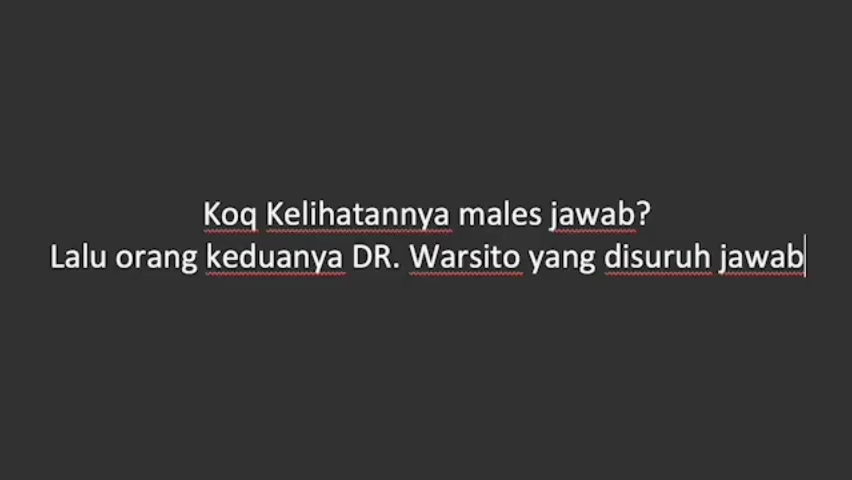 Koq Kelihatannya males jawab?
Lalu orang keduanya DR. Warsito yang disuruh jawab